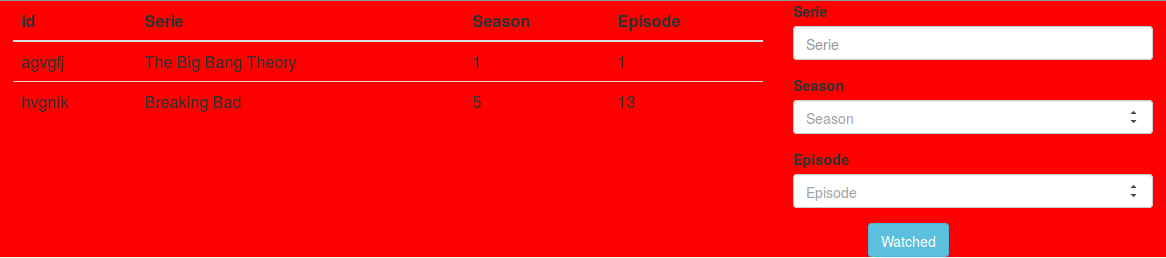 Id Serie Season Episode
agvgfj The Big Bang Theory 1 1
hvgnik Breaking Bad 5 13
Serie
Serie
Season
Season
Episode
Episode
Watched